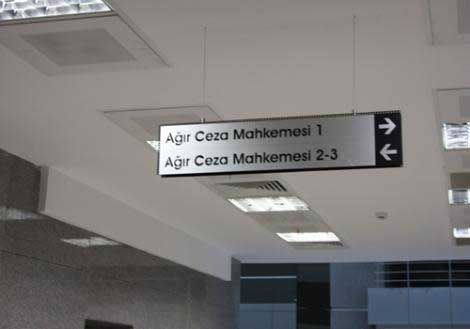 Ağır Ceza Mahkemesi 1 →
Ağır Ceza Mahkemesi 2-3 ←